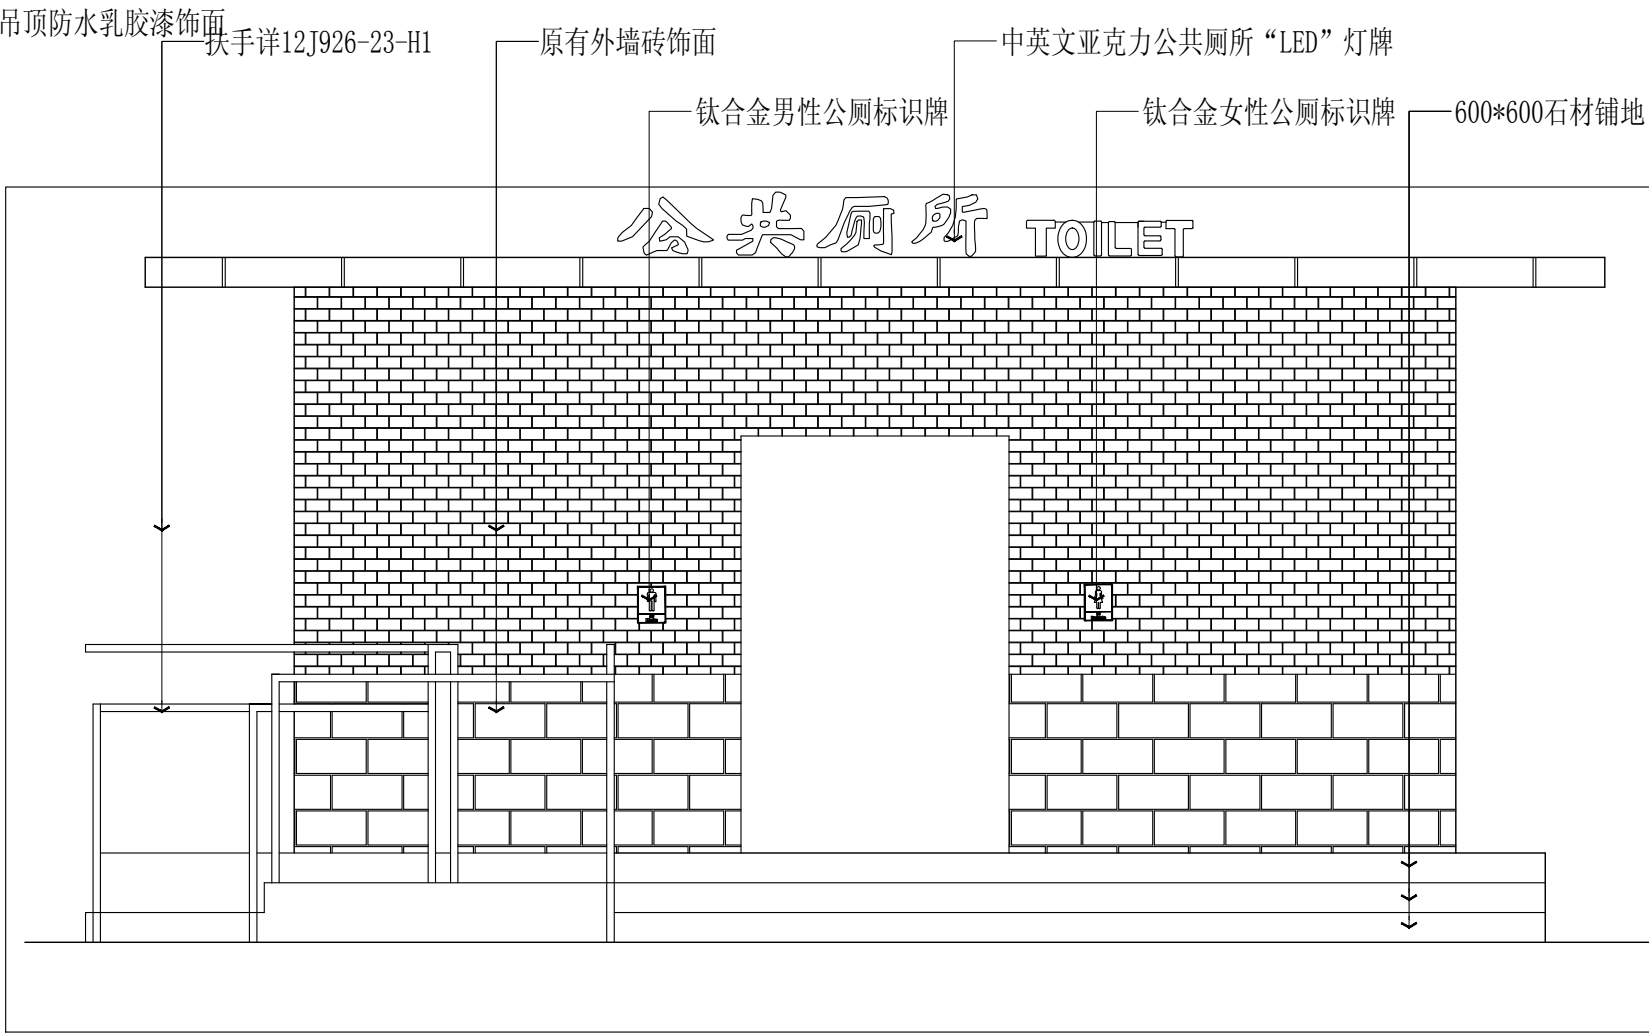 吊顶防水乳胶漆饰面
扶手详12J926-23-H1
原有外墙砖饰面
中英文亚克力公共厕所“LED”灯牌
钛合金男性公厕标识牌
钛合金女性公厕标识牌
600*600石材铺地
公共厕所 TOILET